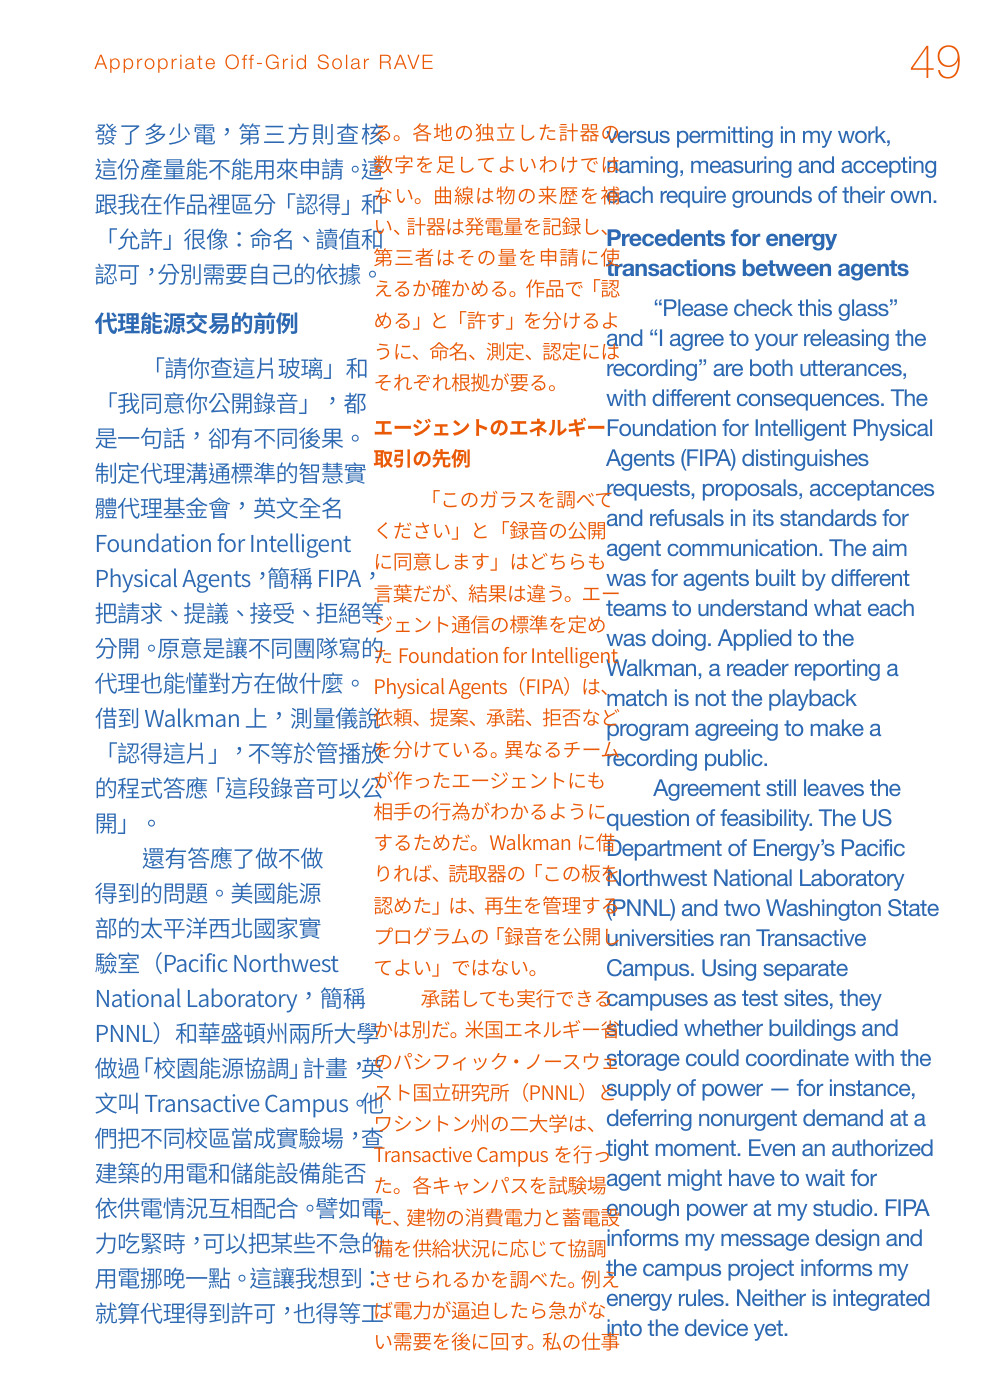 Appropriate Off-Grid Solar RAVE
49
發了多少電，第三方則查核
這份產量能不能用來申請。這
跟我在作品裡區分「認得」和
「允許」很像：命名、讀值和
認可，分別需要自己的依據。
代理能源交易的前例
「請你查這片玻璃」和
「我同意你公開錄音」，都
是一句話，卻有不同後果。
制定代理溝通標準的智慧實
體代理基金會，英文全名
Foundation for Intelligent
Physical Agents，簡稱 FIPA，
把請求、提議、接受、拒絕等
分開。原意是讓不同團隊寫的
代理也能懂對方在做什麼。
借到 Walkman 上，測量儀說
「認得這片」，不等於管播放
的程式答應「這段錄音可以公
開」。
還有答應了做不做
得到的問題。美國能源
部的太平洋西北國家實
驗室（Pacific Northwest
National Laboratory，簡稱
PNNL）和華盛頓州兩所大學
做過「校園能源協調」計畫，英
文叫 Transactive Campus。他
們把不同校區當成實驗場，查
建築的用電和儲能設備能否
依供電情況互相配合。譬如電
力吃緊時，可以把某些不急的
用電挪晚一點。這讓我想到：
就算代理得到許可，也得等工
る。各地の独立した計器の
数字を足してよいわけでは
ない。曲線は物の来歴を補
い、計器は発電量を記録し、
第三者はその量を申請に使
えるか確かめる。作品で「認
める」と「許す」を分けるよ
うに、命名、測定、認定には
それぞれ根拠が要る。
エージェントのエネルギー
取引の先例
「このガラスを調べて
ください」と「録音の公開
に同意します」はどちらも
言葉だが、結果は違う。エー
ジェント通信の標準を定め
た Foundation for Intelligent
Physical Agents（FIPA）は、
依頼、提案、承諾、拒否など
を分けている。異なるチーム
が作ったエージェントにも
相手の行為がわかるように
するためだ。Walkman に借
りれば、読取器の「この板を
認めた」は、再生を管理する
プログラムの「録音を公開し
てよい」ではない。
承諾しても実行できる
かは別だ。米国エネルギー省
のパシフィック・ノースウェ
スト国立研究所（PNNL）と
ワシントン州の二大学は、
Transactive Campus を行っ
た。各キャンパスを試験場
に、建物の消費電力と蓄電設
備を供給状況に応じて協調
させられるかを調べた。例え
ば電力が逼迫したら急がな
い需要を後に回す。私の仕事
versus permitting in my work,
naming, measuring and accepting
each require grounds of their own.
Precedents for energy
transactions between agents
“Please check this glass”
and “I agree to your releasing the
recording” are both utterances,
with different consequences. The
Foundation for Intelligent Physical
Agents (FIPA) distinguishes
requests, proposals, acceptances
and refusals in its standards for
agent communication. The aim
was for agents built by different
teams to understand what each
was doing. Applied to the
Walkman, a reader reporting a
match is not the playback
program agreeing to make a
recording public.
Agreement still leaves the
question of feasibility. The US
Department of Energy’s Pacific
Northwest National Laboratory
(PNNL) and two Washington State
universities ran Transactive
Campus. Using separate
campuses as test sites, they
studied whether buildings and
storage could coordinate with the
supply of power — for instance,
deferring nonurgent demand at a
tight moment. Even an authorized
agent might have to wait for
enough power at my studio. FIPA
informs my message design and
the campus project informs my
energy rules. Neither is integrated
into the device yet.